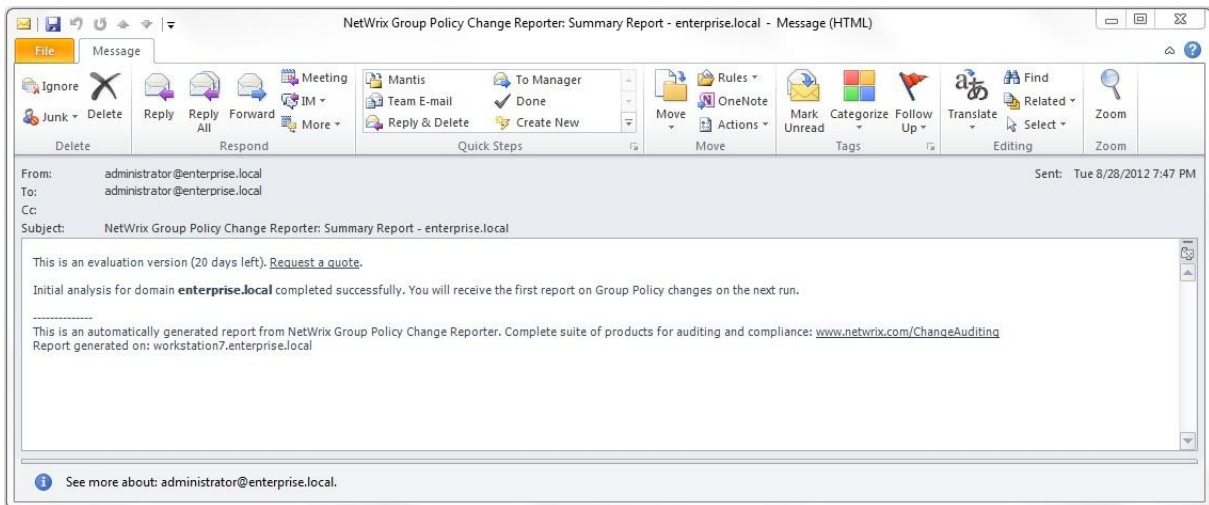 NetWrix Group Policy Change Reporter: Summary Report - enterprise.local - Message (HTML)
File Message
Ignore
Junk
Delete
Reply
Reply All
Forward
Meeting
IM
More
Mantis
Team E-mail
Reply & Delete
To Manager
Done
Create New
Move
Rules
OneNote
Actions
Mark Unread
Categorize
Follow Up
Translate
Find
Related
Select
Zoom
Delete Respond Quick Steps Move Tags Editing Zoom
From: administrator@enterprise.local Sent: Tue 8/28/2012 7:47 PM
To: administrator@enterprise.local
Cc:
Subject: NetWrix Group Policy Change Reporter: Summary Report - enterprise.local
This is an evaluation version (20 days left). Request a quote.
Initial analysis for domain enterprise.local completed successfully. You will receive the first report on Group Policy changes on the next run.
--------------
This is an automatically generated report from NetWrix Group Policy Change Reporter. Complete suite of products for auditing and compliance: www.netwrix.com/ChangeAuditing
Report generated on: workstation7.enterprise.local
See more about: administrator@enterprise.local.